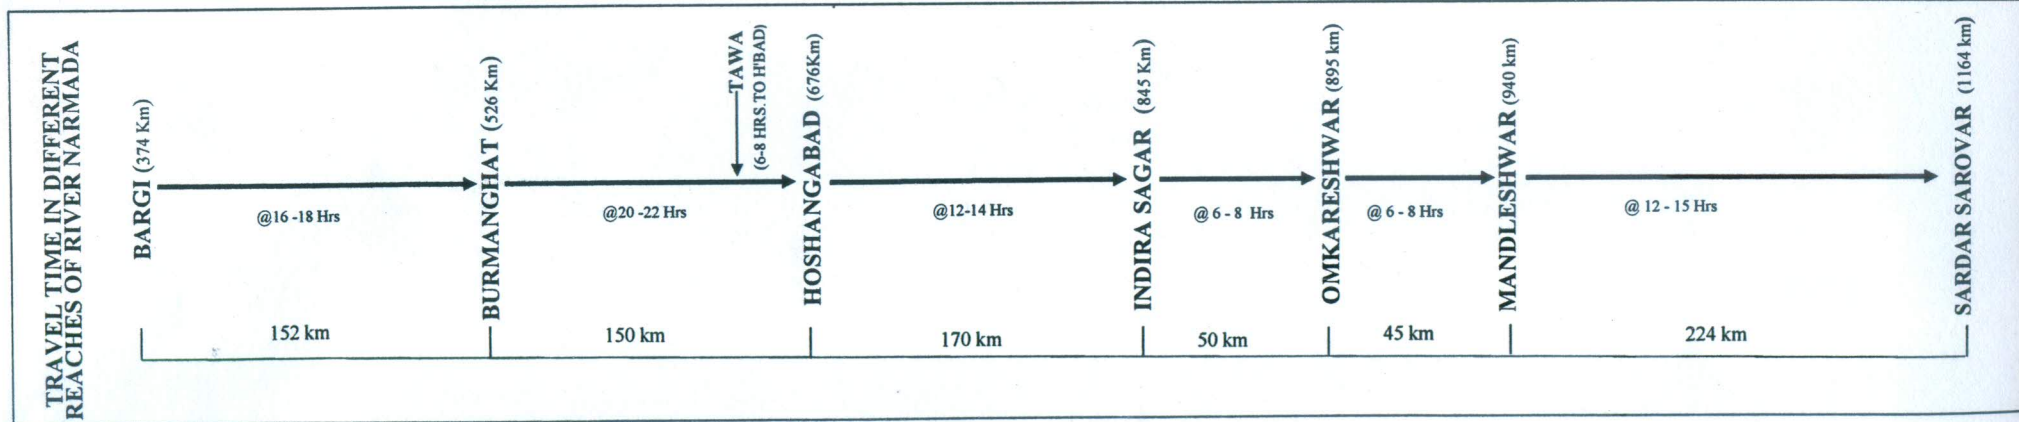 TRAVEL TIME IN DIFFERENT
REACHES OF RIVER NARMADA
BARGI (374 Km)
@16 -18 Hrs
BURMANGHAT (526 Km)
@20 -22 Hrs
TAWA
(6-8 HRS.TO H'BAD)
HOSHANGABAD (676Km)
@12-14 Hrs
INDIRA SAGAR (845 Km)
@ 6 - 8 Hrs
OMKARESHWAR (895 km)
@ 6 - 8 Hrs
MANDLESHWAR (940 km)
@ 12 - 15 Hrs
SARDAR SAROVAR (1164 km)
152 km
150 km
170 km
50 km
45 km
224 km